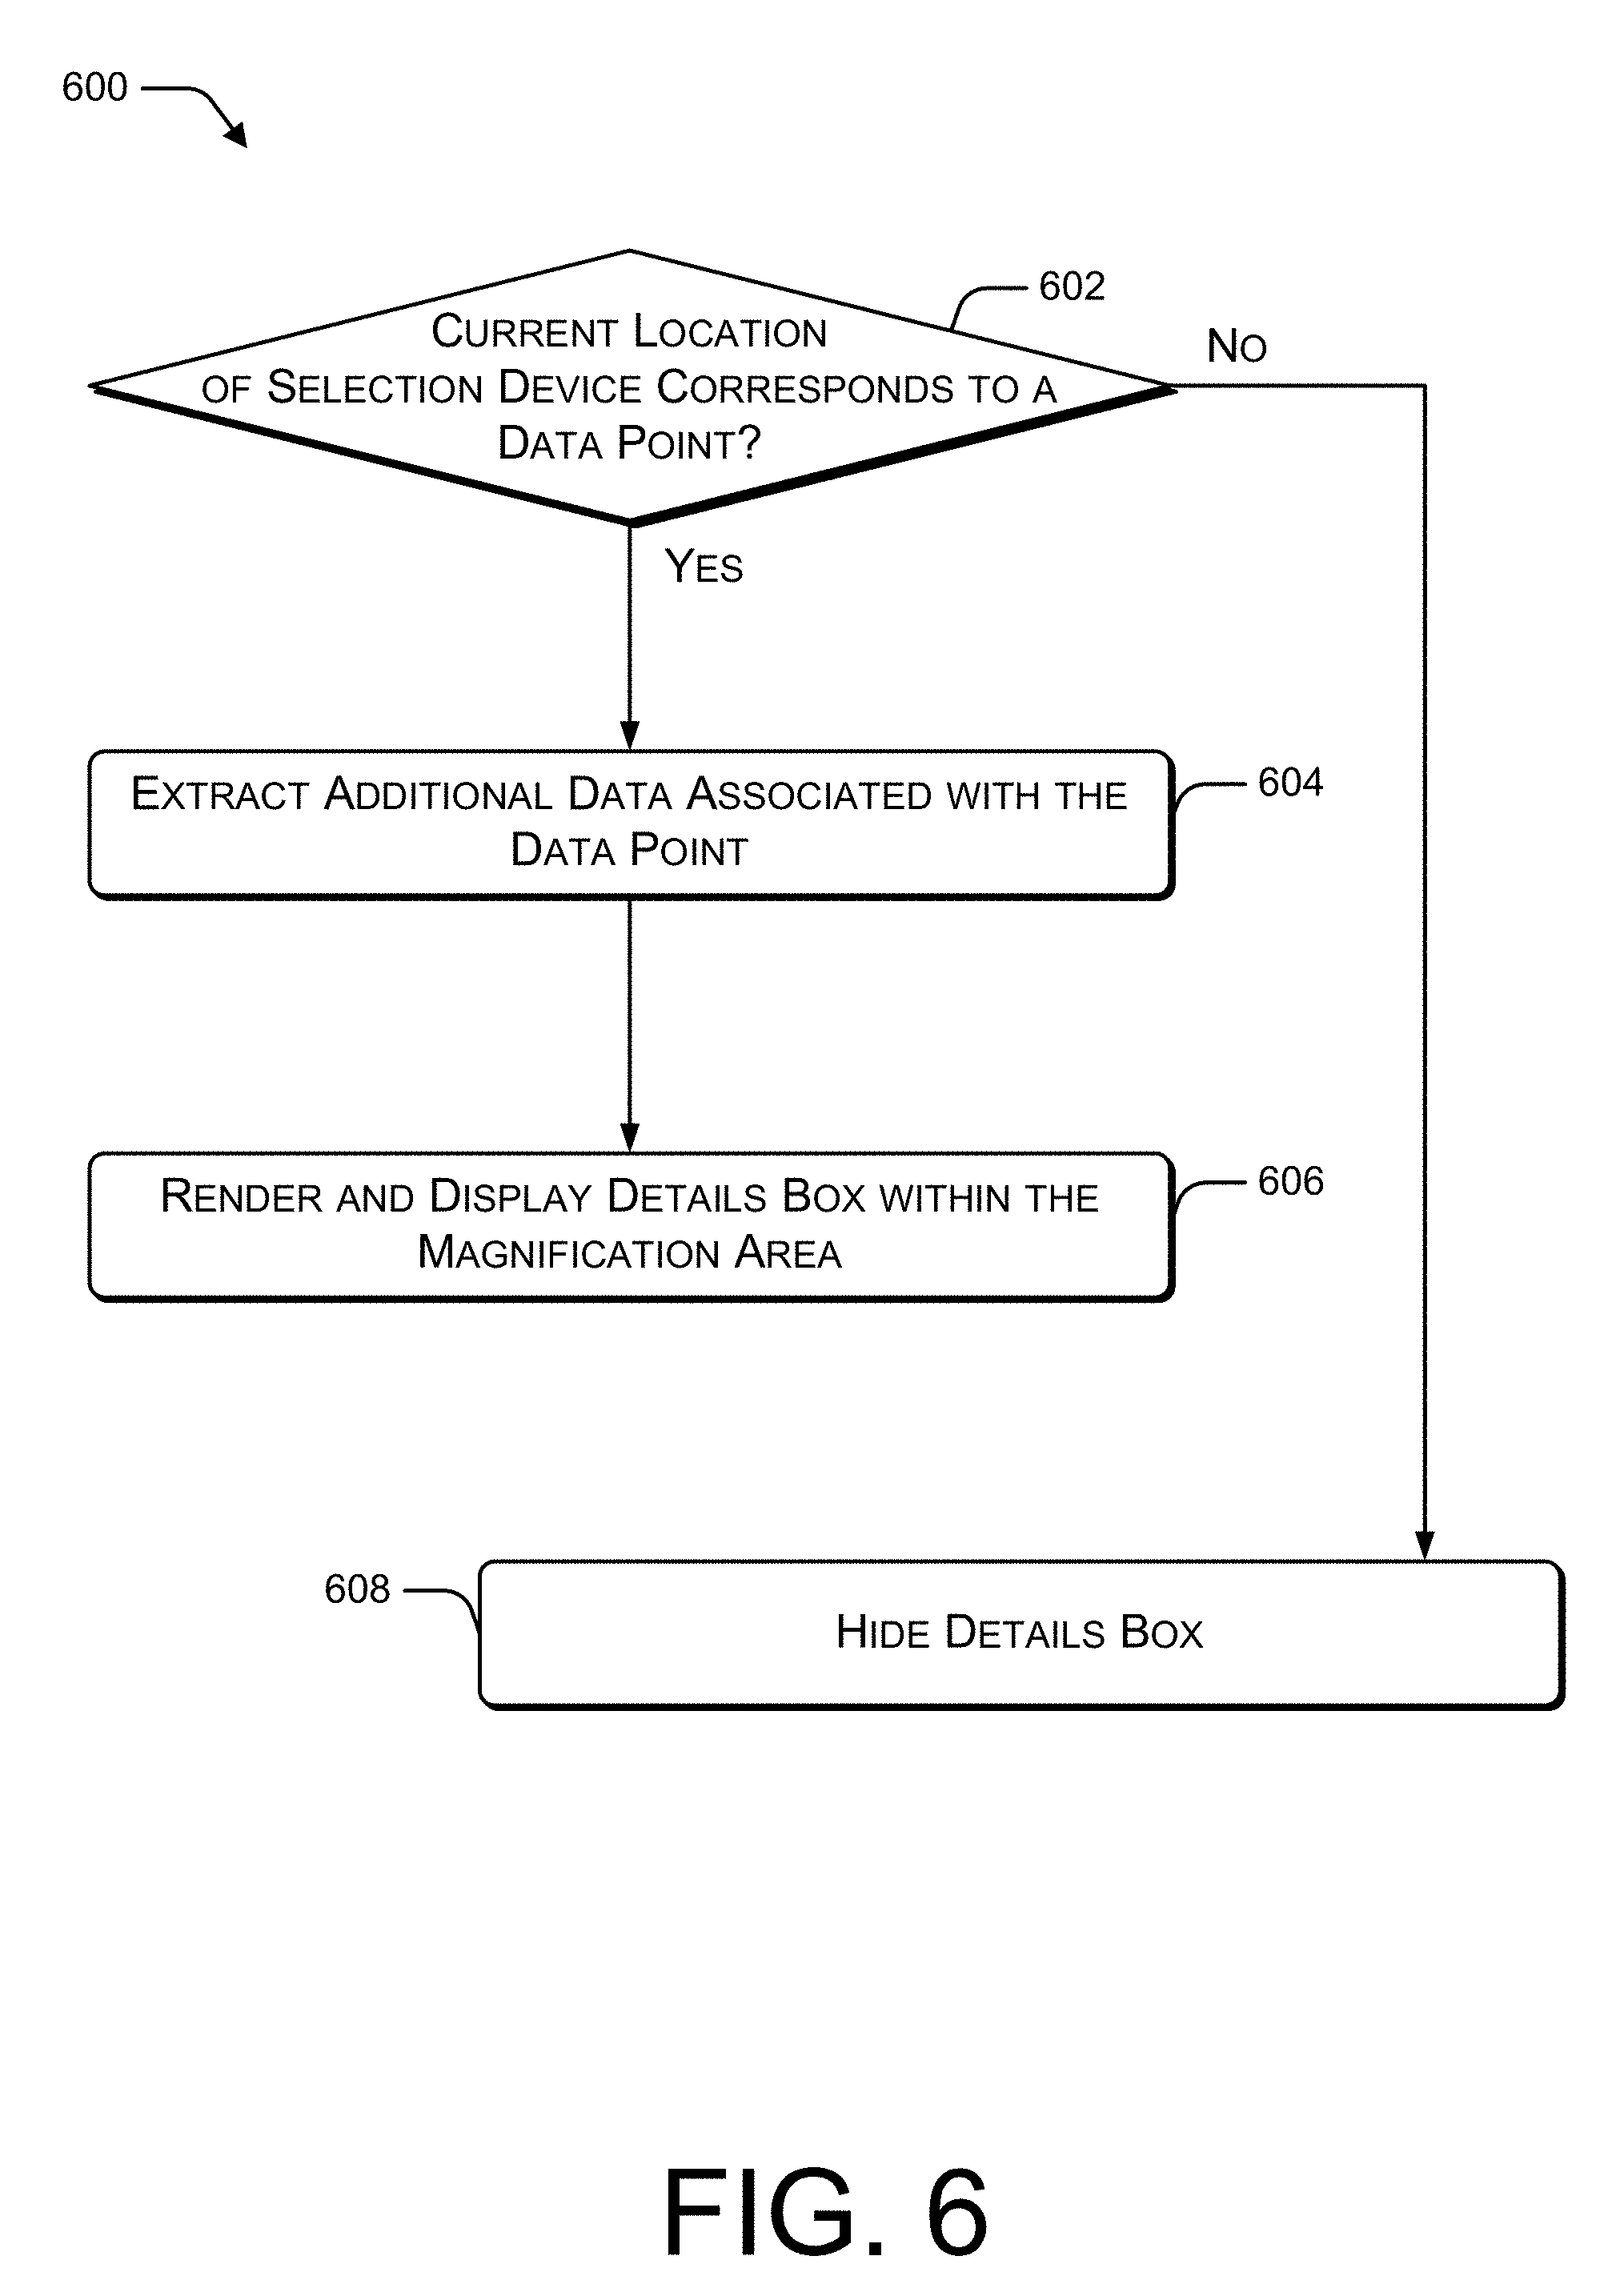 600
602
CURRENT LOCATION
OF SELECTION DEVICE CORRESPONDS TO A
DATA POINT?
NO
YES
EXTRACT ADDITIONAL DATA ASSOCIATED WITH THE
DATA POINT
604
RENDER AND DISPLAY DETAILS BOX WITHIN THE
MAGNIFICATION AREA
606
608
HIDE DETAILS BOX
FIG. 6